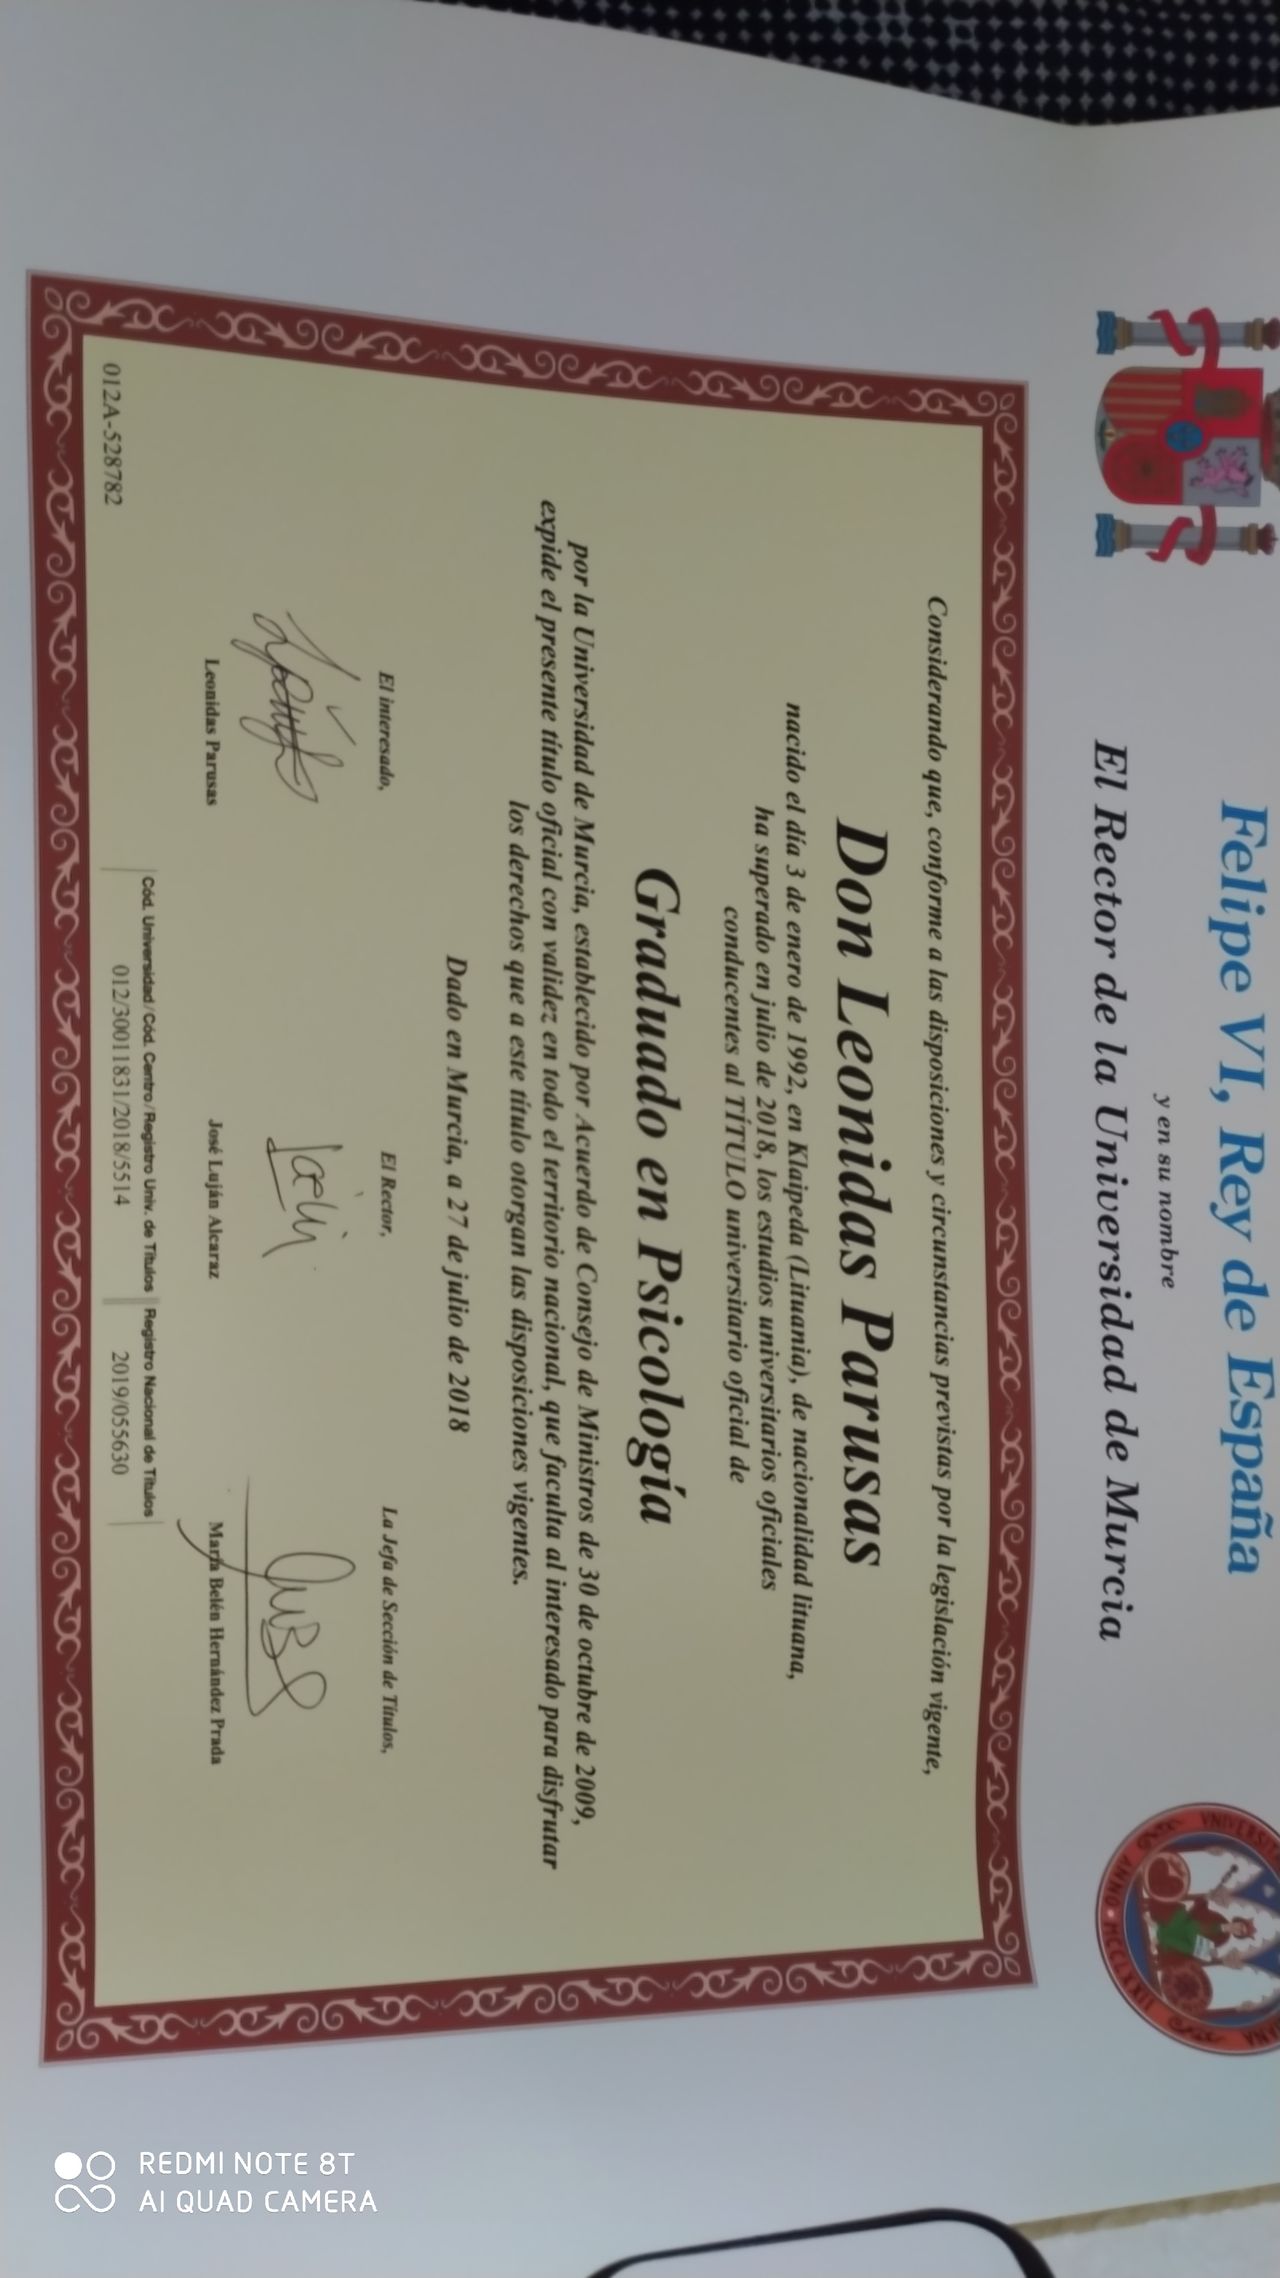 Felipe VI, Rey de España
y en su nombre
El Rector de la Universidad de Murcia
Considerando que, conforme a las disposiciones y circunstancias previstas por la legislación vigente,
Don Leonidas Parusas
nacido el día 3 de enero de 1992, en Klaipeda (Lituania), de nacionalidad lituana,
ha superado en julio de 2018, los estudios universitarios oficiales
conducentes al TÍTULO universitario oficial de
Graduado en Psicología
por la Universidad de Murcia, establecido por Acuerdo de Consejo de Ministros de 30 de octubre de 2009,
expide el presente título oficial con validez en todo el territorio nacional, que faculta al interesado para disfrutar
los derechos que a este título otorgan las disposiciones vigentes.
Dado en Murcia, a 27 de julio de 2018
El interesado,
El Rector,
La Jefa de Sección de Títulos,
Leonidas Parusas
José Luján Alcaraz
María Belén Hernández Prada
Cód. Universidad / Cód. Centro / Registro Univ. de Títulos
Registro Nacional de Títulos
012A-528782
012/30011831/2018/5514
2019/055630
ANNO · MCCLXXII
REDMI NOTE 8T
AI QUAD CAMERA